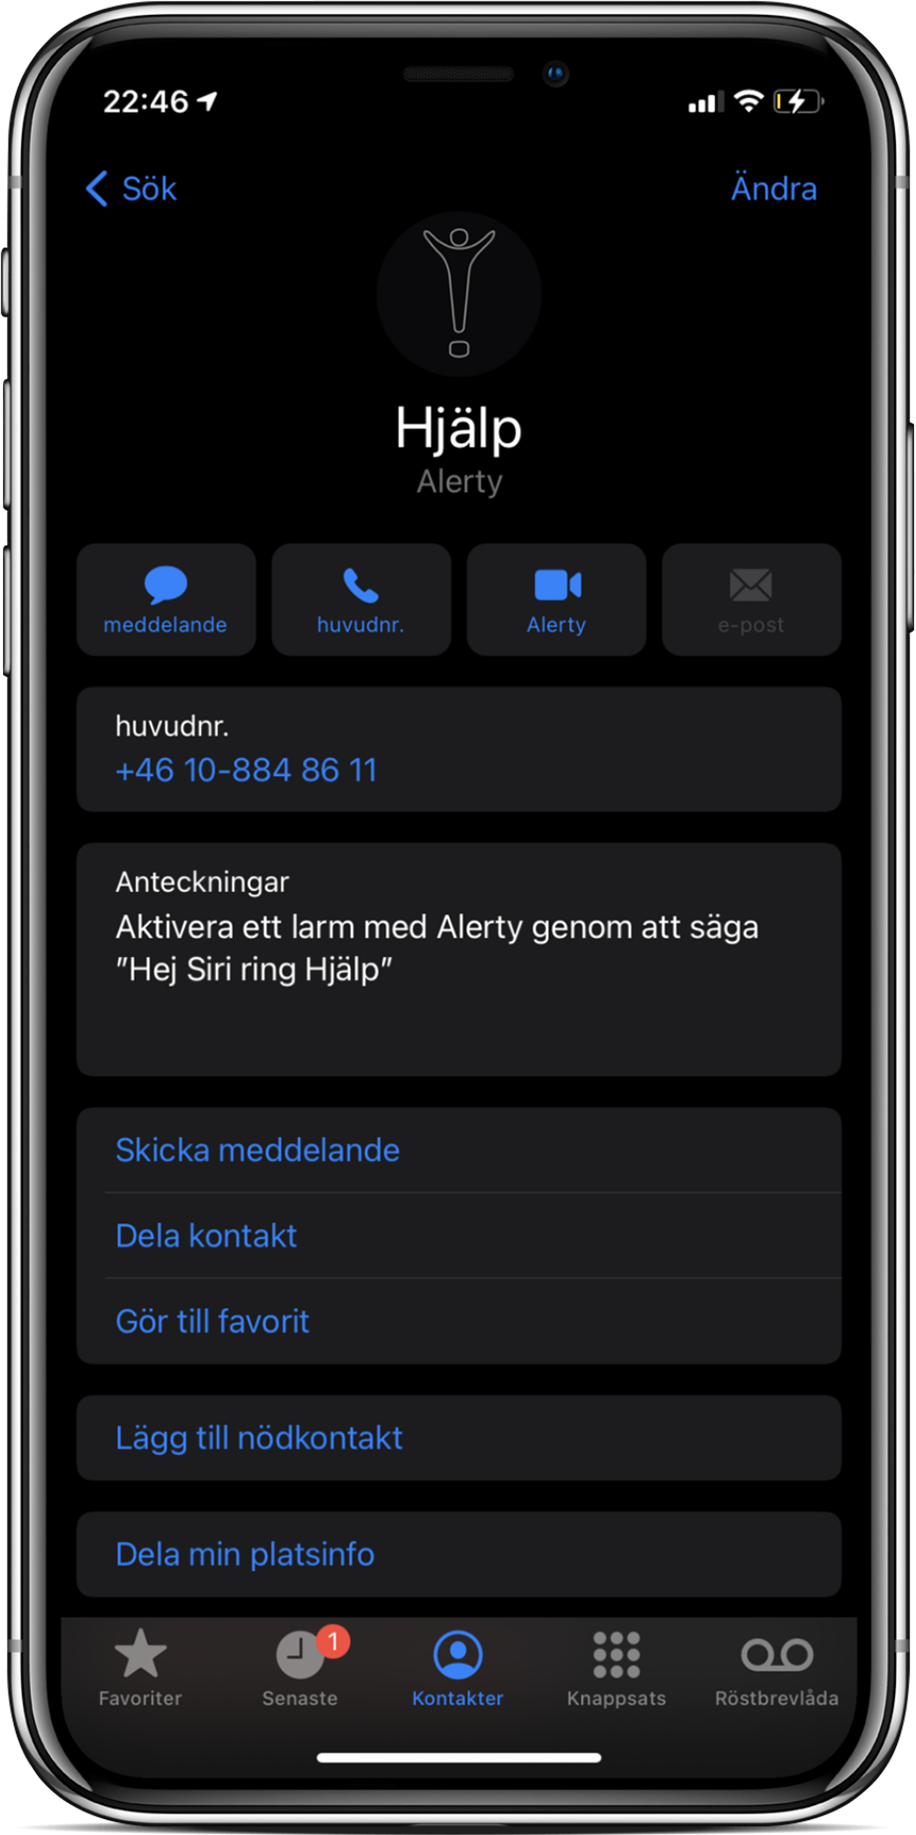 22:46
Sök
Ändra
Hjälp
Alerty
meddelande
huvudnr.
Alerty
e-post
huvudnr.
+46 10-884 86 11
Anteckningar
Aktivera ett larm med Alerty genom att säga
"Hej Siri ring Hjälp"
Skicka meddelande
Dela kontakt
Gör till favorit
Lägg till nödkontakt
Dela min platsinfo
1
Favoriter
Senaste
Kontakter
Knappsats
Röstbrevlåda